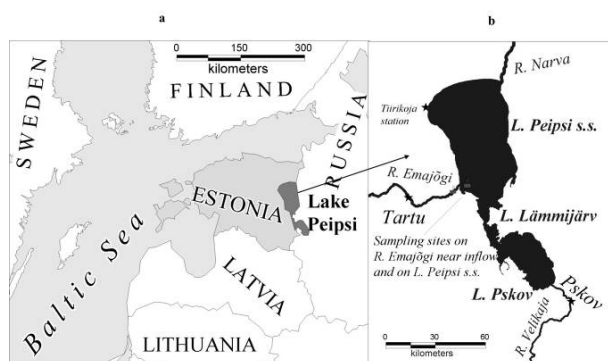 a
0 150 300
kilometers
SWEDEN
FINLAND
RUSSIA
ESTONIA
Lake
Peipsi
Baltic Sea
LATVIA
LITHUANIA
b
R. Narva
Tiirikoja
station
L. Peipsi s.s.
R. Emajõgi
Tartu
L. Lämmijärv
Sampling sites on
R. Emajõgi near inflow
and on L. Peipsi s.s.
L. Pskov
Pskov
R. Velikaja
0 30 60
kilometers